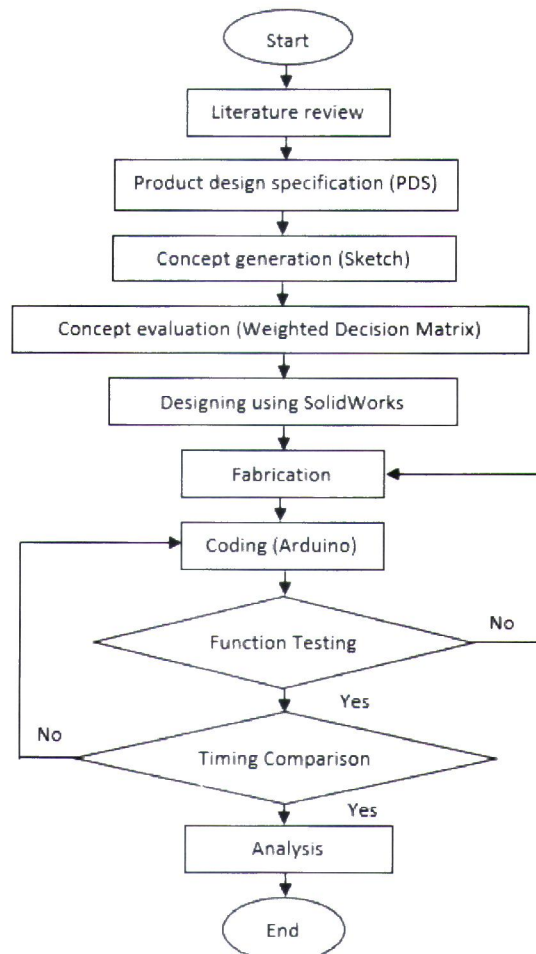 Start
Literature review
Product design specification (PDS)
Concept generation (Sketch)
Concept evaluation (Weighted Decision Matrix)
Designing using SolidWorks
Fabrication
Coding (Arduino)
Function Testing
No
Yes
No
Timing Comparison
Yes
Analysis
End